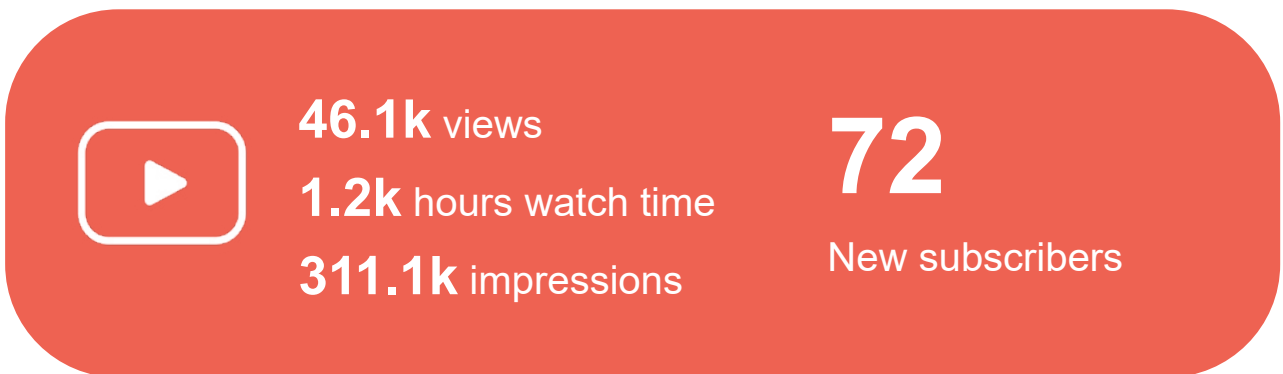 46.1k views
1.2k hours watch time
311.1k impressions
72
New subscribers